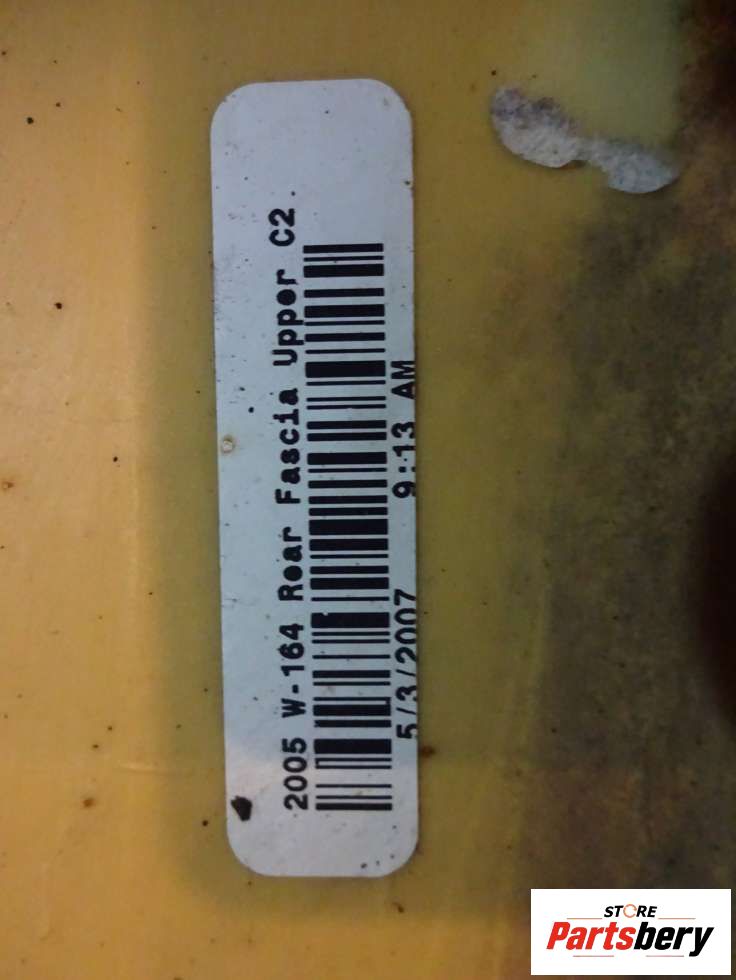 2005 W-164 Rear Fascia Upper C2
5/3/2007 9:13 AM
STORE
Partsbery